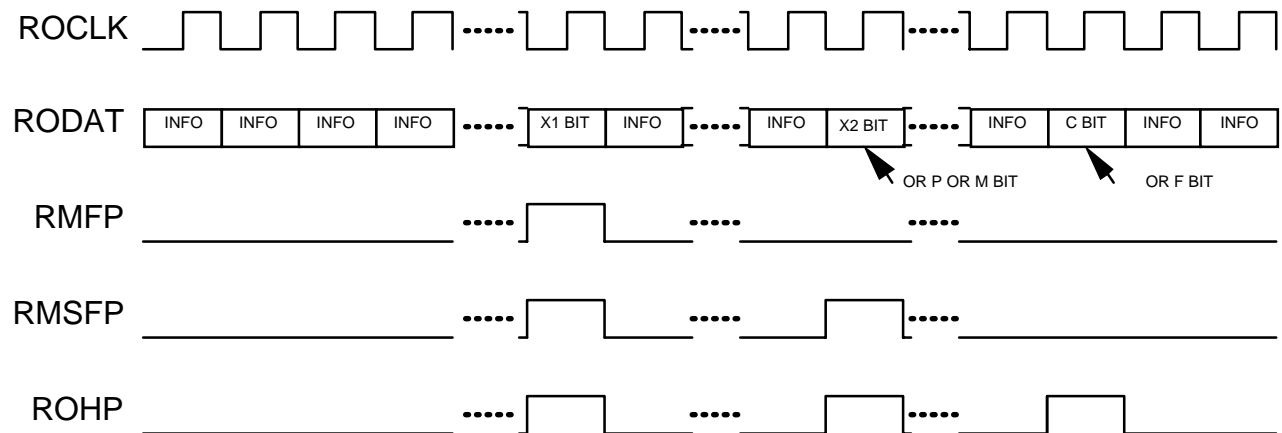 ROCLK
RODAT INFO INFO INFO INFO X1 BIT INFO INFO X2 BIT INFO C BIT INFO INFO
OR P OR M BIT OR F BIT
RMFP
RMSFP
ROHP